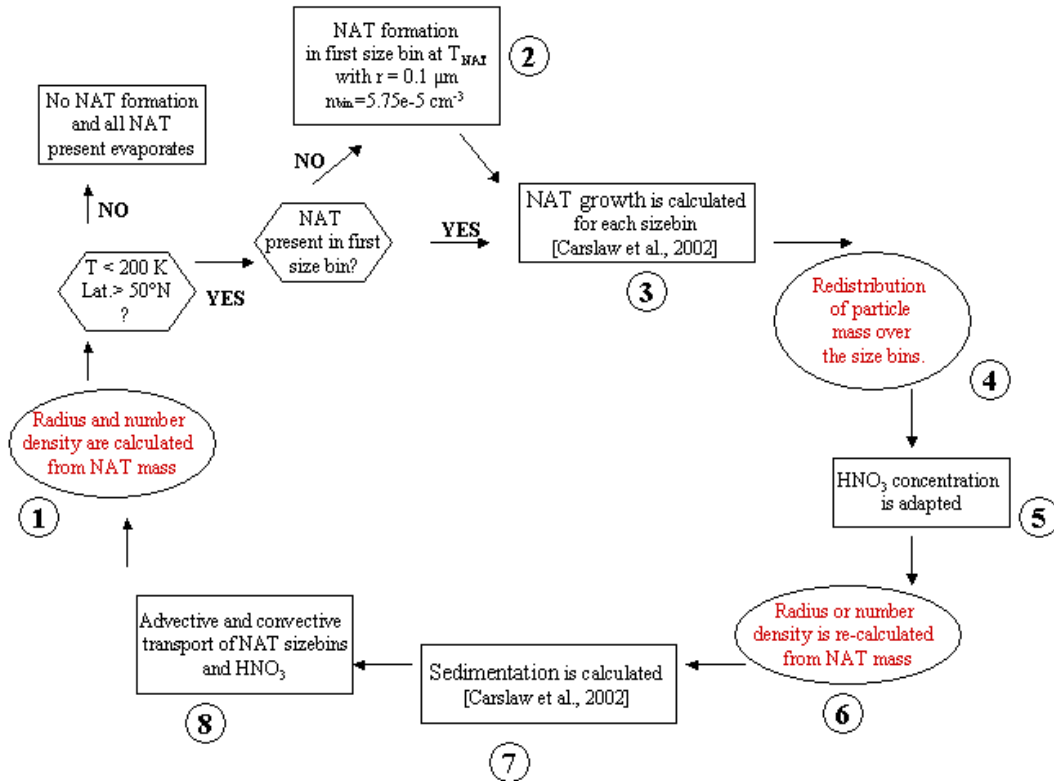 NAT formation
in first size bin at T_NAT
with r = 0.1 µm
n_bin=5.75e-5 cm⁻³
2
No NAT formation
and all NAT
present evaporates
NO
NO
T < 200 K
Lat.> 50°N
?
YES
NAT
present in first
size bin?
YES
NAT growth is calculated
for each sizebin
[Carslaw et al., 2002]
3
Redistribution
of particle
mass over
the size bins.
4
HNO₃ concentration
is adapted
5
Radius or number
density is re-calculated
from NAT mass
6
Sedimentation is calculated
[Carslaw et al., 2002]
7
Advective and convective
transport of NAT sizebins
and HNO₃
8
Radius and number
density are calculated
from NAT mass
1